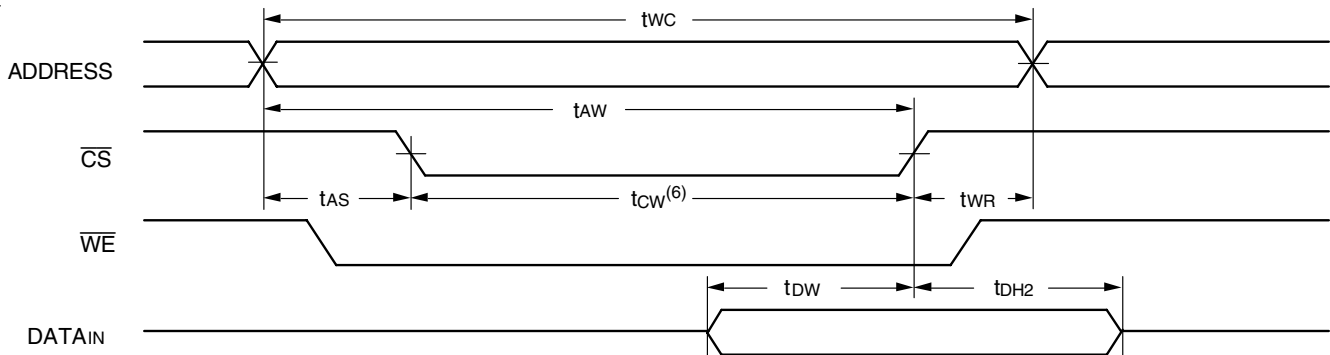 tWC
ADDRESS
tAW
CS
tAS tCW(6) tWR
WE
tDW tDH2
DATAIN